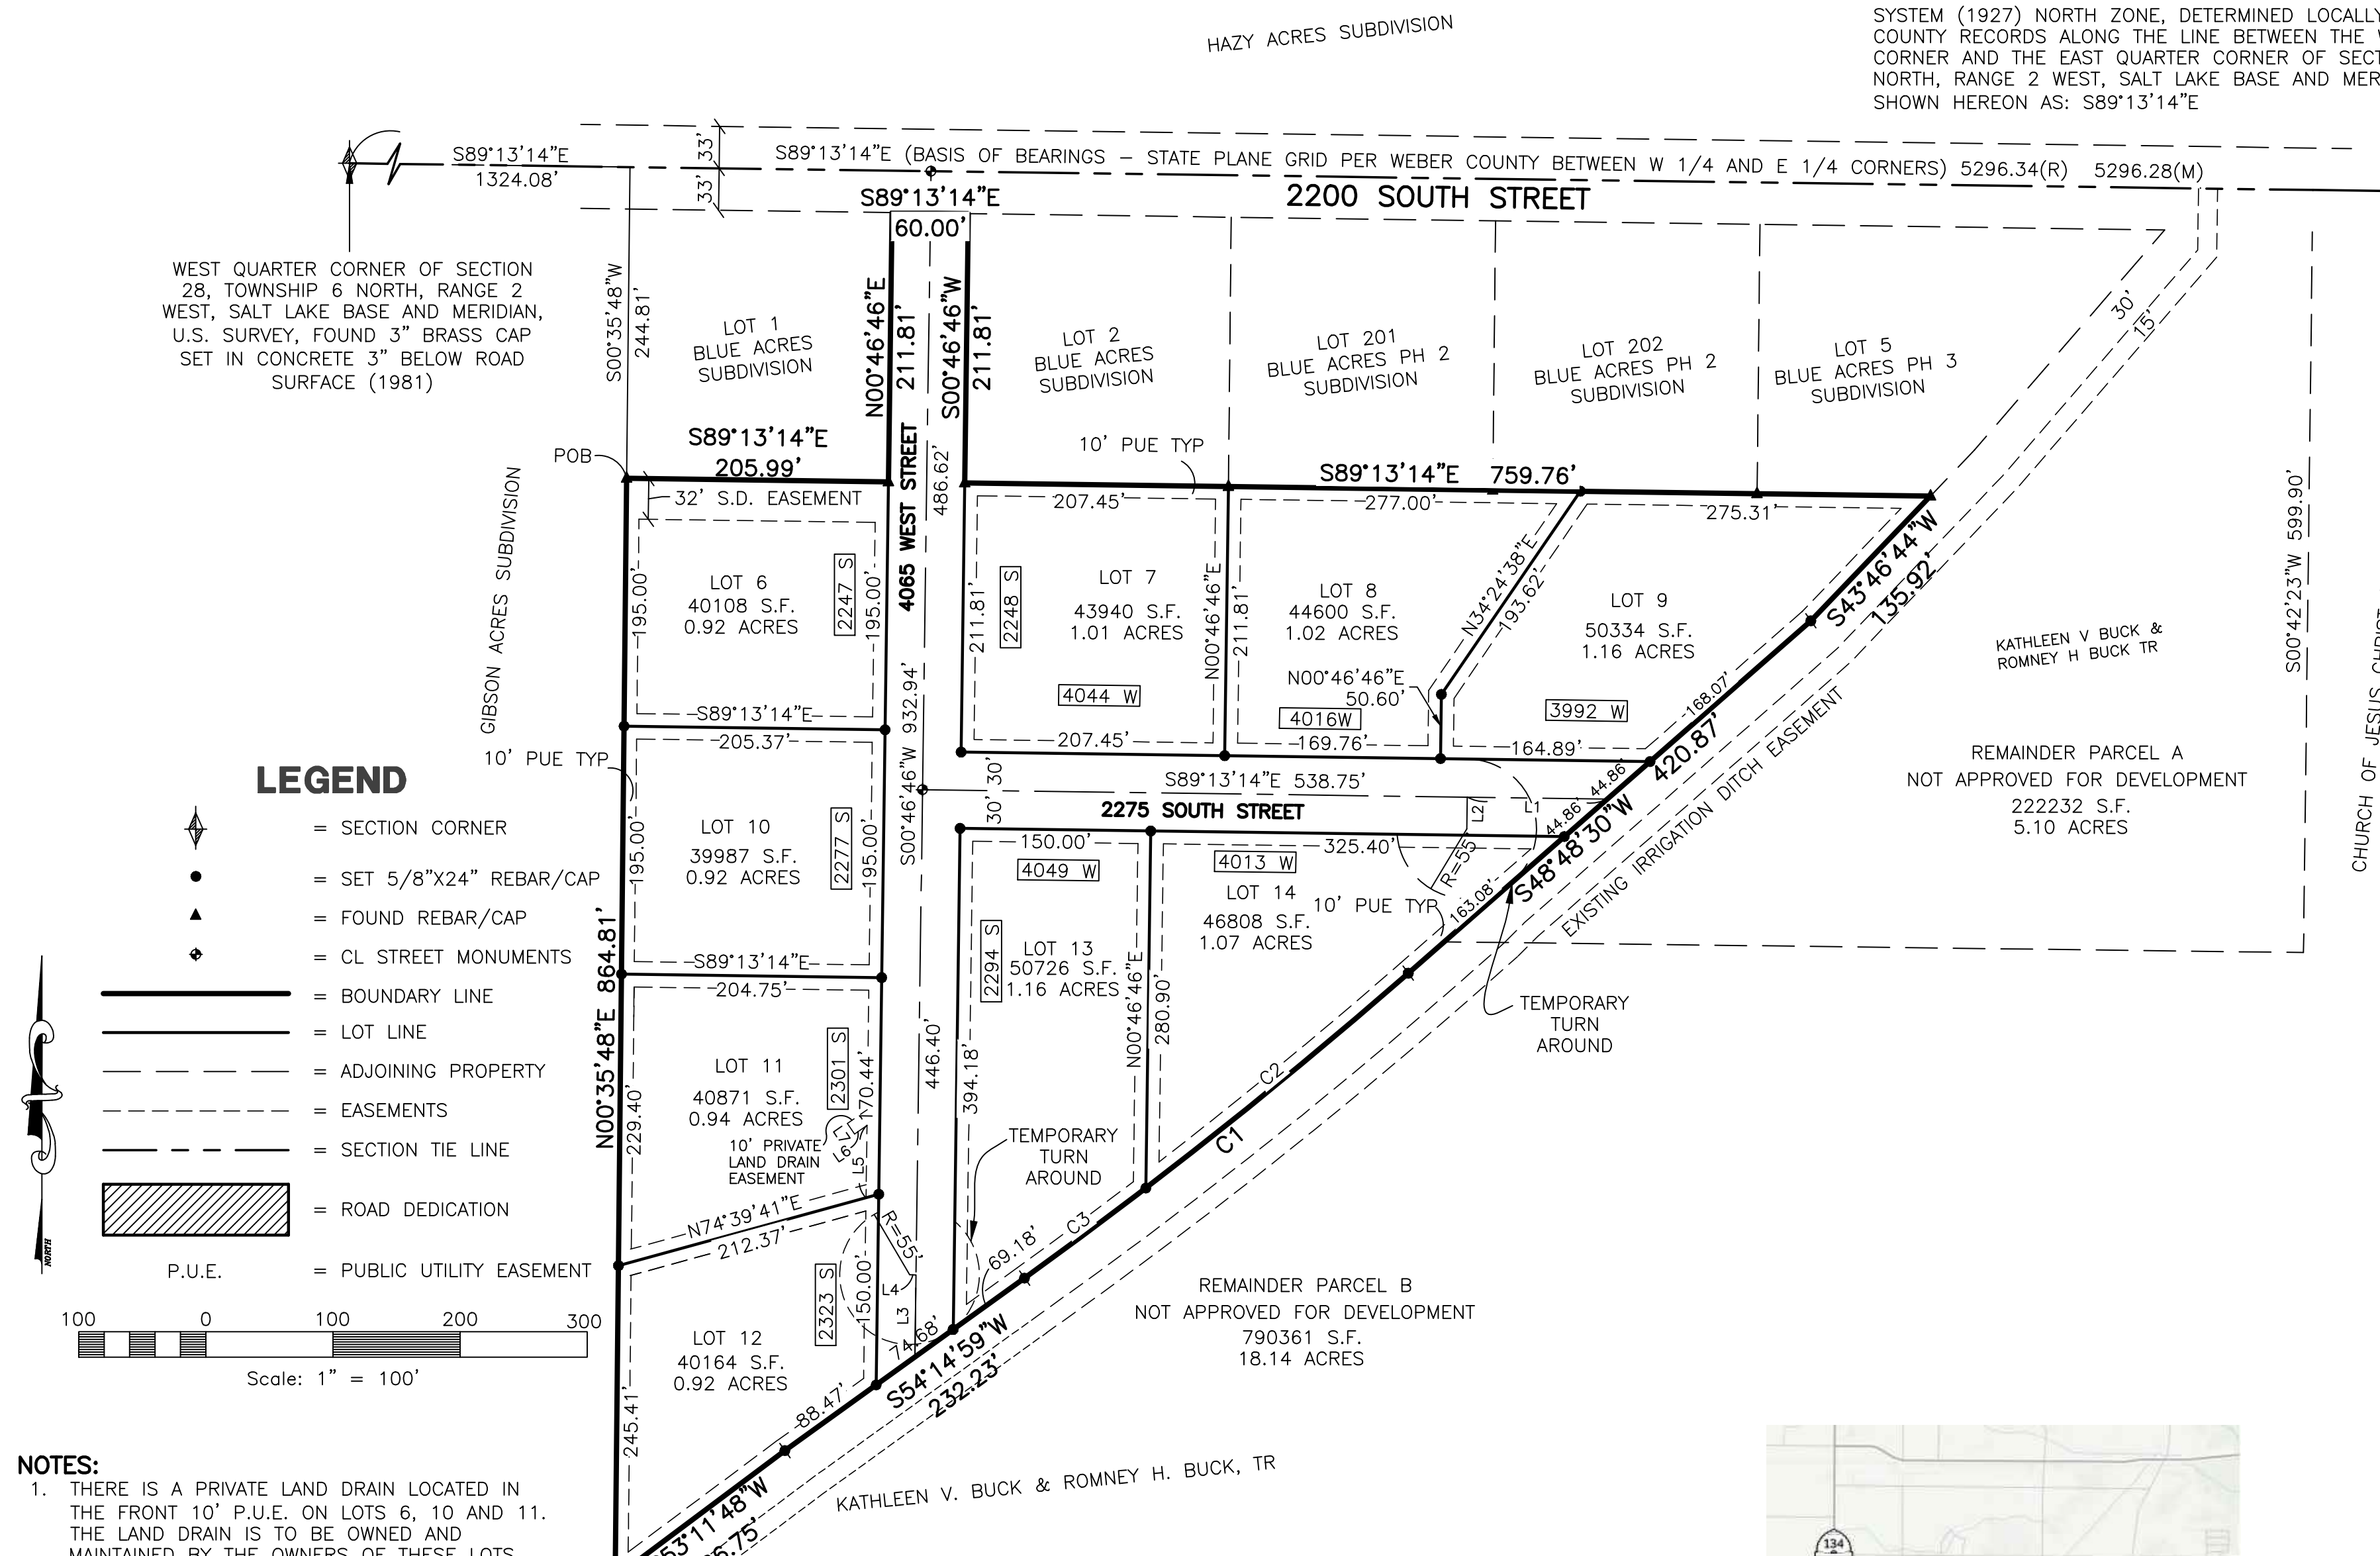 HAZY ACRES SUBDIVISION
SYSTEM (1927) NORTH ZONE, DETERMINED LOCALLY
COUNTY RECORDS ALONG THE LINE BETWEEN THE
CORNER AND THE EAST QUARTER CORNER OF SECT
NORTH, RANGE 2 WEST, SALT LAKE BASE AND MER
SHOWN HEREON AS: S89°13'14"E
S89°13'14"E
1324.08'
33'
33'
S89°13'14"E (BASIS OF BEARINGS – STATE PLANE GRID PER WEBER COUNTY BETWEEN W 1/4 AND E 1/4 CORNERS) 5296.34(R) 5296.28(M)
S89°13'14"E
60.00'
2200 SOUTH STREET
WEST QUARTER CORNER OF SECTION
28, TOWNSHIP 6 NORTH, RANGE 2
WEST, SALT LAKE BASE AND MERIDIAN,
U.S. SURVEY, FOUND 3" BRASS CAP
SET IN CONCRETE 3" BELOW ROAD
SURFACE (1981)
S00°35'48"W
244.81'
LOT 1
BLUE ACRES
SUBDIVISION
N00°46'46"E
211.81'
S00°46'46"W
211.81'
LOT 2
BLUE ACRES
SUBDIVISION
LOT 201
BLUE ACRES PH 2
SUBDIVISION
LOT 202
BLUE ACRES PH 2
SUBDIVISION
LOT 5
BLUE ACRES PH 3
SUBDIVISION
30'
15'
POB
S89°13'14"E
205.99'
4065 WEST STREET
486.62'
10' PUE TYP
S89°13'14"E 759.76'
GIBSON ACRES SUBDIVISION
32' S.D. EASEMENT
207.45'
277.00'
275.31'
S43°46'44"W
135.92'
S00°42'23"W 599.90'
195.00'
LOT 6
40108 S.F.
0.92 ACRES
2247 S
195.00'
211.81'
2248 S
LOT 7
43940 S.F.
1.01 ACRES
4044 W
N00°46'46"E
211.81'
LOT 8
44600 S.F.
1.02 ACRES
N34°24'38"E
193.62'
N00°46'46"E
50.60'
4016W
LOT 9
50334 S.F.
1.16 ACRES
3992 W
168.07'
420.87'
KATHLEEN V BUCK &
ROMNEY H BUCK TR
CHURCH OF JESUS CHRIST
S89°13'14"E
205.37'
207.45'
169.76'
164.89'
REMAINDER PARCEL A
NOT APPROVED FOR DEVELOPMENT
222232 S.F.
5.10 ACRES
10' PUE TYP
S00°46'46"W 932.94'
30'
30'
S89°13'14"E 538.75'
2275 SOUTH STREET
L2
L1
44.86'
44.86'
S48°48'30"W
EXISTING IRRIGATION DITCH EASEMENT
LEGEND
= SECTION CORNER
= SET 5/8"X24" REBAR/CAP
= FOUND REBAR/CAP
= CL STREET MONUMENTS
= BOUNDARY LINE
= LOT LINE
= ADJOINING PROPERTY
= EASEMENTS
= SECTION TIE LINE
= ROAD DEDICATION
P.U.E. = PUBLIC UTILITY EASEMENT
NORTH
195.00'
LOT 10
39987 S.F.
0.92 ACRES
2277 S
195.00'
150.00'
4049 W
325.40'
4013 W
LOT 14
46808 S.F.
1.07 ACRES
R=55'
163.08'
10' PUE TYP
N00°35'48"E 864.81'
S89°13'14"E
204.75'
2294 S
LOT 13
50726 S.F.
1.16 ACRES
N00°46'46"E
280.90'
TEMPORARY
TURN
AROUND
LOT 11
40871 S.F.
0.94 ACRES
2301 S
170.44'
229.40'
446.40'
394.18'
10' PRIVATE
LAND DRAIN
EASEMENT
L7
L6
L5
TEMPORARY
TURN
AROUND
C2
C1
C3
69.18'
N74°39'41"E
212.37'
R=55'
L4
L3
150.00'
2323 S
74.68'
S54°14'59"W
232.23'
LOT 12
40164 S.F.
0.92 ACRES
245.41'
88.47'
REMAINDER PARCEL B
NOT APPROVED FOR DEVELOPMENT
790361 S.F.
18.14 ACRES
100 0 100 200 300
Scale: 1" = 100'
53°11'48"W
6.75'
KATHLEEN V. BUCK & ROMNEY H. BUCK, TR
NOTES:
1. THERE IS A PRIVATE LAND DRAIN LOCATED IN
THE FRONT 10' P.U.E. ON LOTS 6, 10 AND 11.
THE LAND DRAIN IS TO BE OWNED AND
MAINTAINED BY THE OWNERS OF THESE LOTS
134